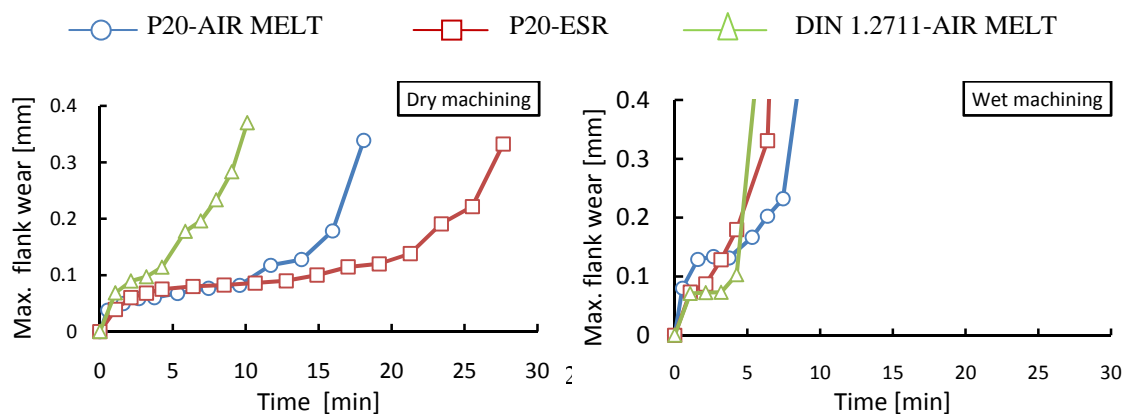 P20-AIR MELT P20-ESR DIN 1.2711-AIR MELT
Dry machining
Max. flank wear [mm]
0.4
0.3
0.2
0.1
0
0 5 10 15 20 25 30
Time [min]
Wet machining
Max. flank wear [mm]
0.4
0.3
0.2
0.1
0
0 5 10 15 20 25 30
Time [min]